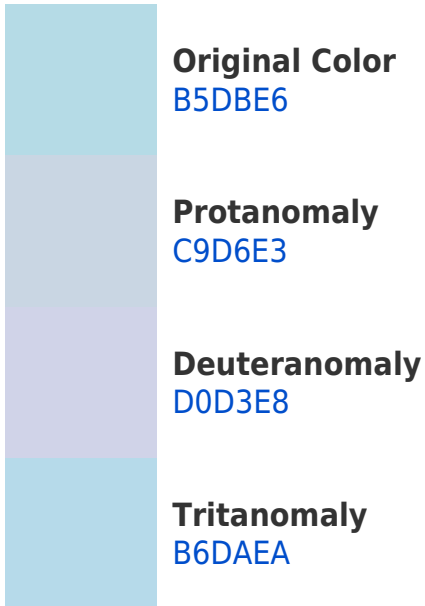 Original Color
B5DBE6
Protanomaly
C9D6E3
Deuteranomaly
D0D3E8
Tritanomaly
B6DAEA